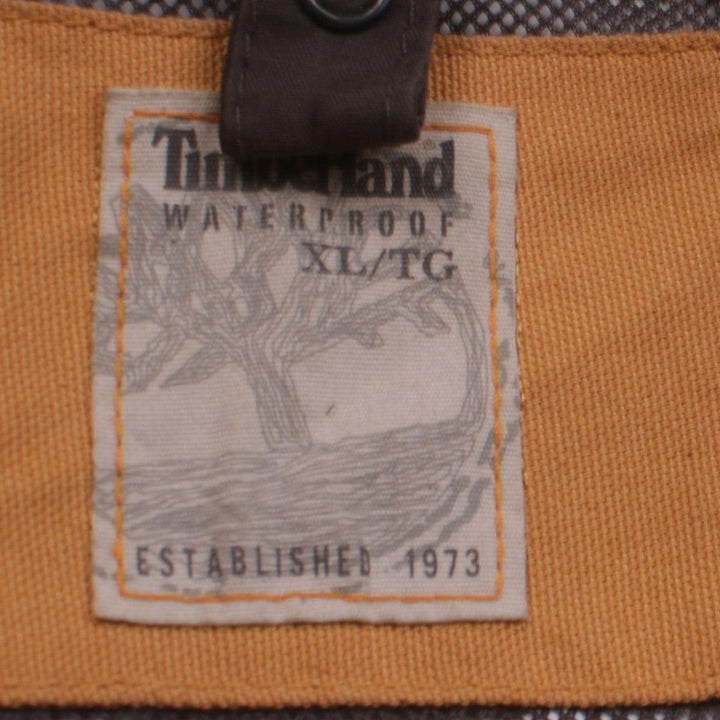 Timberland®
WATERPROOF
XL/TG
ESTABLISHED 1973